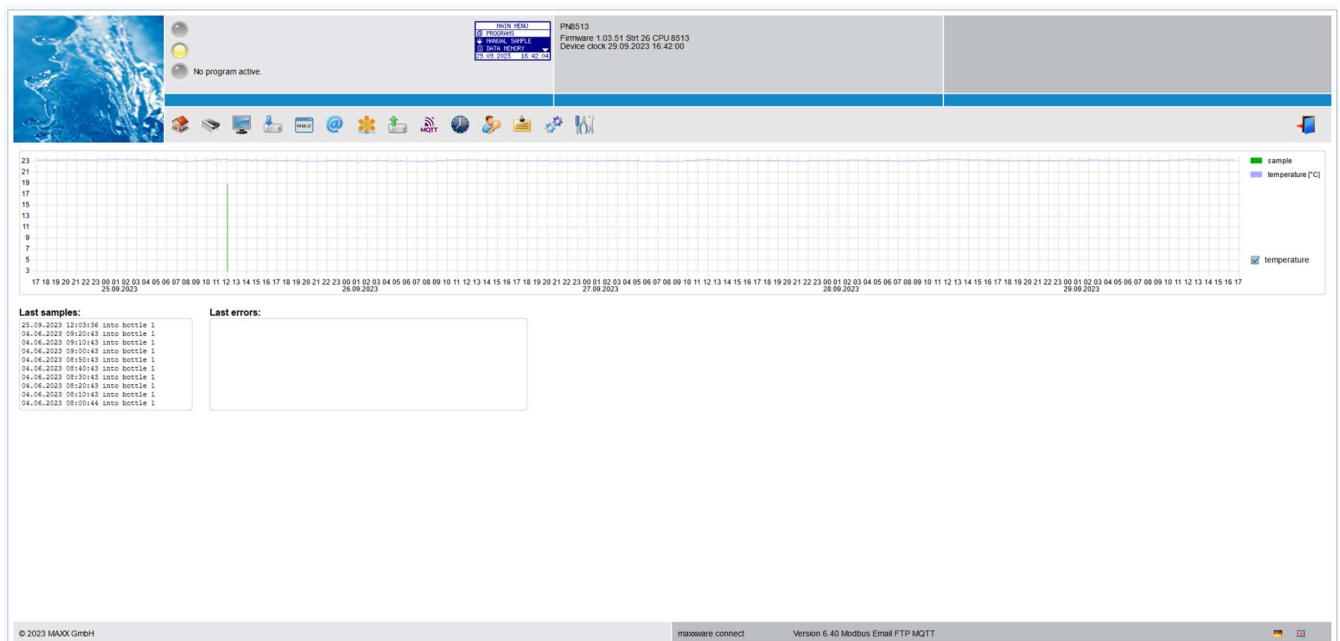 MAIN MENU
PROGRAMS
MANUAL SAMPLE
DATA MEMORY
29.09.2023 16:42:04
PN8513
Firmware 1.03.51 Strt 26 CPU 8513
Device clock 29.09.2023 16:42:00
No program active.
http://
@
MQTT
23
21
19
17
15
13
11
9
7
5
3
sample
temperature [°C]
temperature
17 18 19 20 21 22 23 00 01 02 03 04 05 06 07 08 09 10 11 12 13 14 15 16 17 18 19 20 21 22 23 00 01 02 03 04 05 06 07 08 09 10 11 12 13 14 15 16 17 18 19 20 21 22 23 00 01 02 03 04 05 06 07 08 09 10 11 12 13 14 15 16 17 18 19 20 21 22 23 00 01 02 03 04 05 06 07 08 09 10 11 12 13 14 15 16 17 18 19 20 21 22 23 00 01 02 03 04 05 06 07 08 09 10 11 12 13 14 15 16 17
25.09.2023 26.09.2023 27.09.2023 28.09.2023 29.09.2023
Last samples: Last errors:
25.09.2023 12:03:36 into bottle 1
04.06.2023 09:20:43 into bottle 1
04.06.2023 09:10:43 into bottle 1
04.06.2023 09:00:43 into bottle 1
04.06.2023 08:50:43 into bottle 1
04.06.2023 08:40:43 into bottle 1
04.06.2023 08:30:43 into bottle 1
04.06.2023 08:20:43 into bottle 1
04.06.2023 08:10:43 into bottle 1
04.06.2023 08:00:44 into bottle 1
© 2023 MAXX GmbH
maxxware connect Version 6.40 Modbus Email FTP MQTT